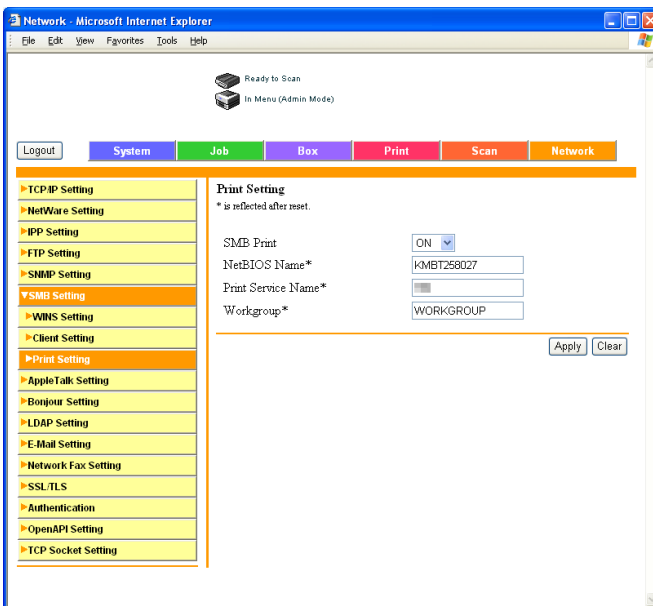 Network - Microsoft Internet Explorer
File Edit View Favorites Tools Help
Ready to Scan
In Menu (Admin Mode)
Logout System Job Box Print Scan Network
TCP/IP Setting
NetWare Setting
IPP Setting
FTP Setting
SNMP Setting
SMB Setting
WINS Setting
Client Setting
Print Setting
AppleTalk Setting
Bonjour Setting
LDAP Setting
E-Mail Setting
Network Fax Setting
SSL/TLS
Authentication
OpenAPI Setting
TCP Socket Setting
Print Setting
* is reflected after reset.
SMB Print ON
NetBIOS Name* KMBT258027
Print Service Name*
Workgroup* WORKGROUP
Apply Clear